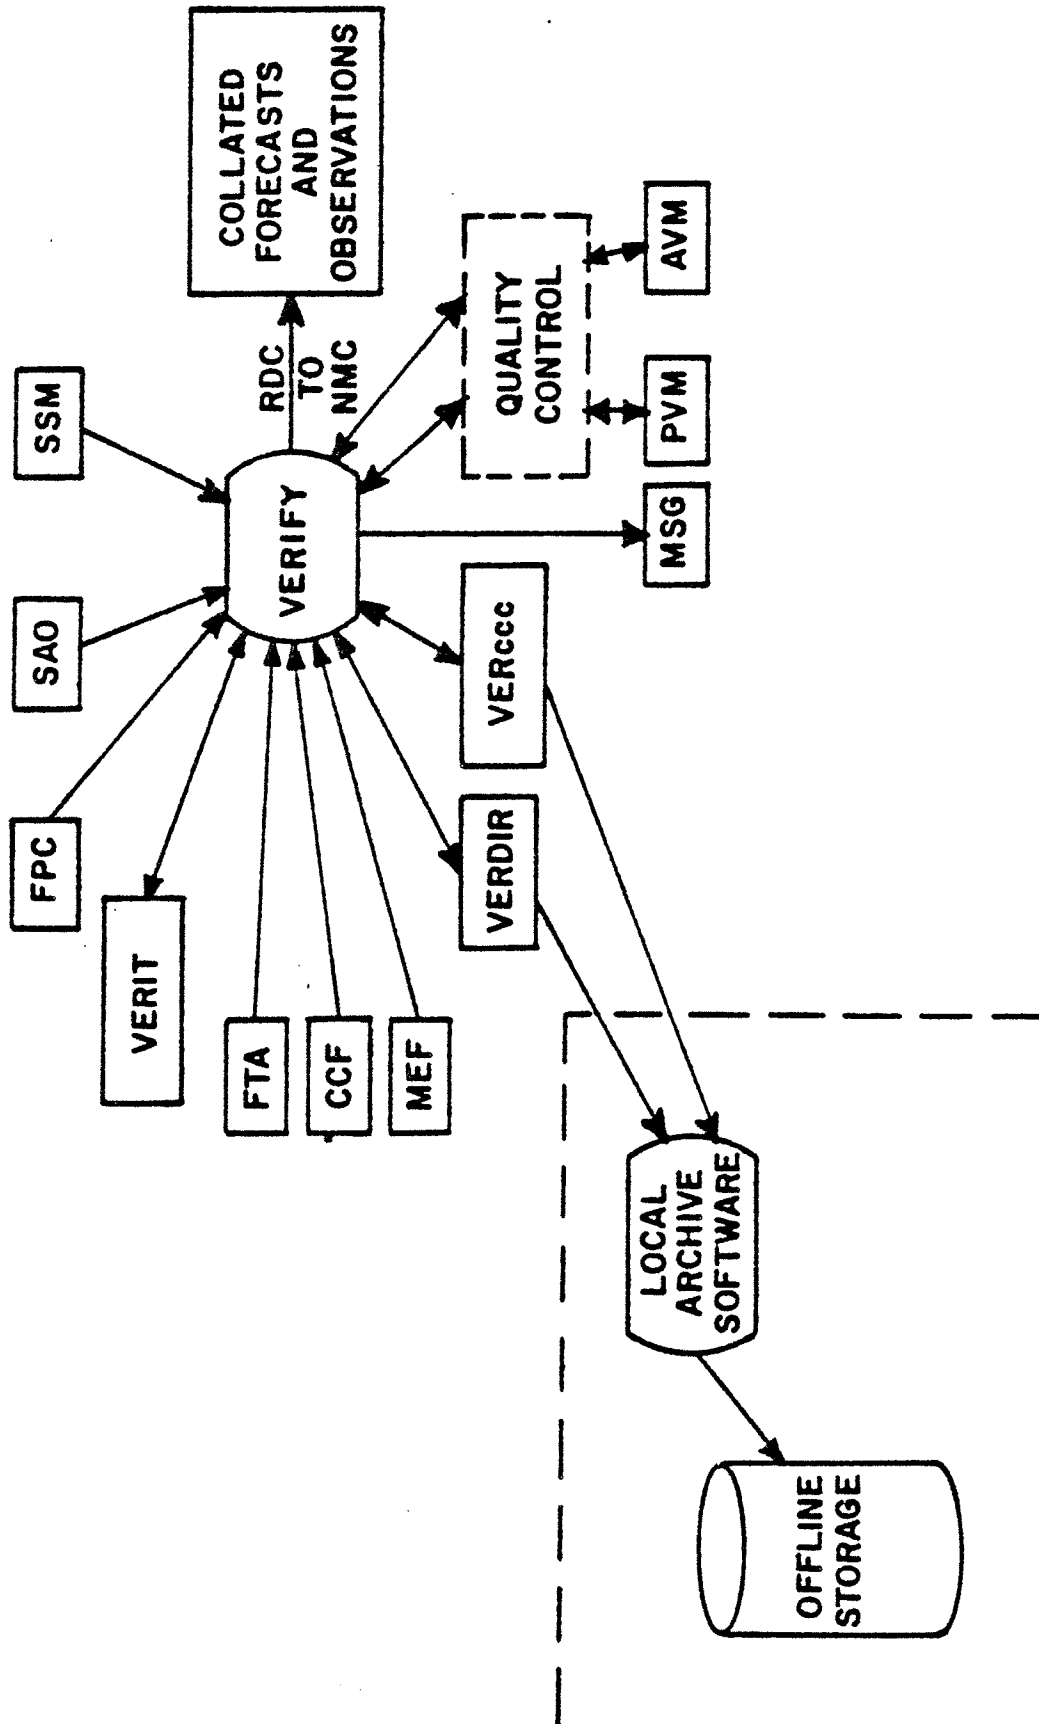 FPC
SAO
SSM
VERIT
FTA
CCF
MEF
VERIFY
RDC
TO
NMC
COLLATED
FORECASTS
AND
OBSERVATIONS
VERDIR
VERccc
QUALITY
CONTROL
MSG
PVM
AVM
LOCAL
ARCHIVE
SOFTWARE
OFFLINE
STORAGE